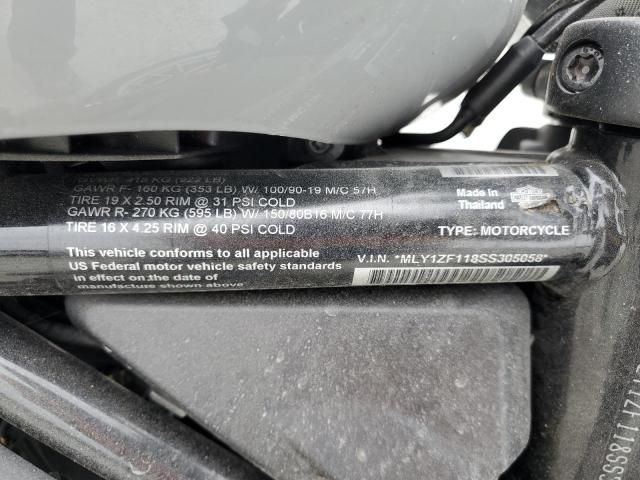 GAWR F- 160 KG (353 LB) W/ 100/90-19 M/C 57H
TIRE 19 X 2.50 RIM @ 31 PSI COLD
GAWR R- 270 KG (595 LB) W/ 150/80B16 M/C 77H
TIRE 16 X 4.25 RIM @ 40 PSI COLD
This vehicle conforms to all applicable
US Federal motor vehicle safety standards
in effect on the date of
manufacture shown above
Made in
Thailand
TYPE: MOTORCYCLE
V.I.N. *MLY1ZF118SS305058*